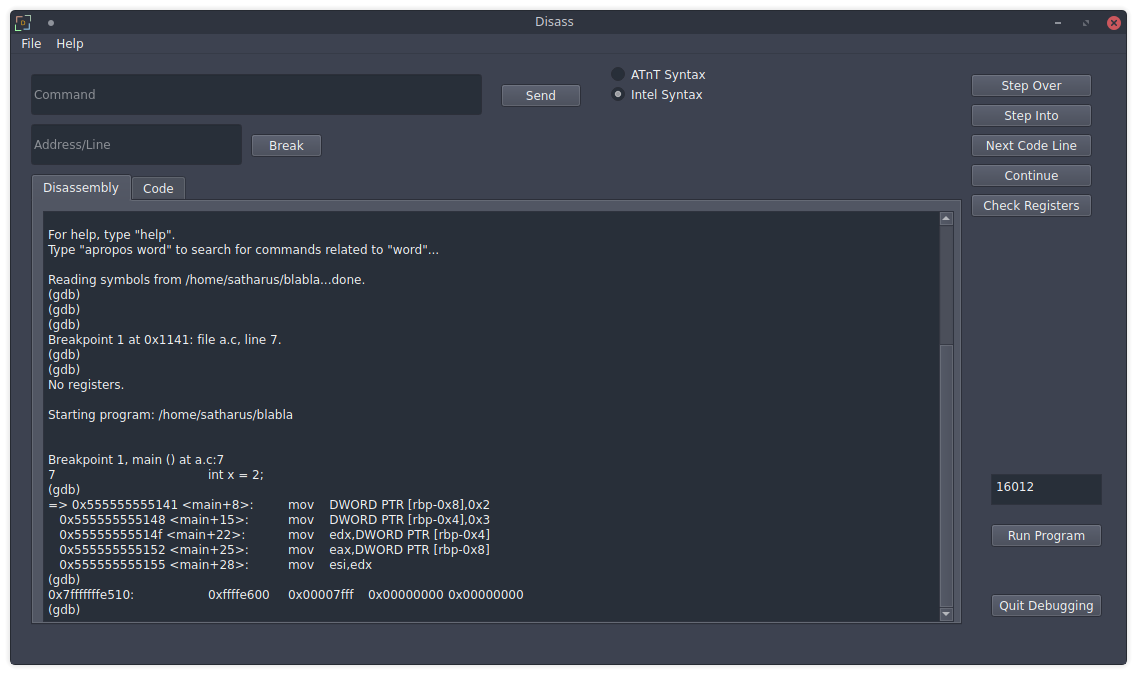 Disass
File Help
Command
Send
ATnT Syntax
Intel Syntax
Step Over
Step Into
Next Code Line
Continue
Check Registers
Address/Line
Break
Disassembly
Code
For help, type "help".
Type "apropos word" to search for commands related to "word"...
Reading symbols from /home/satharus/blabla...done.
(gdb)
(gdb)
(gdb)
Breakpoint 1 at 0x1141: file a.c, line 7.
(gdb)
(gdb)
No registers.
Starting program: /home/satharus/blabla
Breakpoint 1, main () at a.c:7
7 int x = 2;
(gdb)
=> 0x555555555141 <main+8>: mov DWORD PTR [rbp-0x8],0x2
0x555555555148 <main+15>: mov DWORD PTR [rbp-0x4],0x3
0x55555555514f <main+22>: mov edx,DWORD PTR [rbp-0x4]
0x555555555152 <main+25>: mov eax,DWORD PTR [rbp-0x8]
0x555555555155 <main+28>: mov esi,edx
(gdb)
0x7fffffffe510: 0xffffe600 0x00007fff 0x00000000 0x00000000
(gdb)
16012
Run Program
Quit Debugging